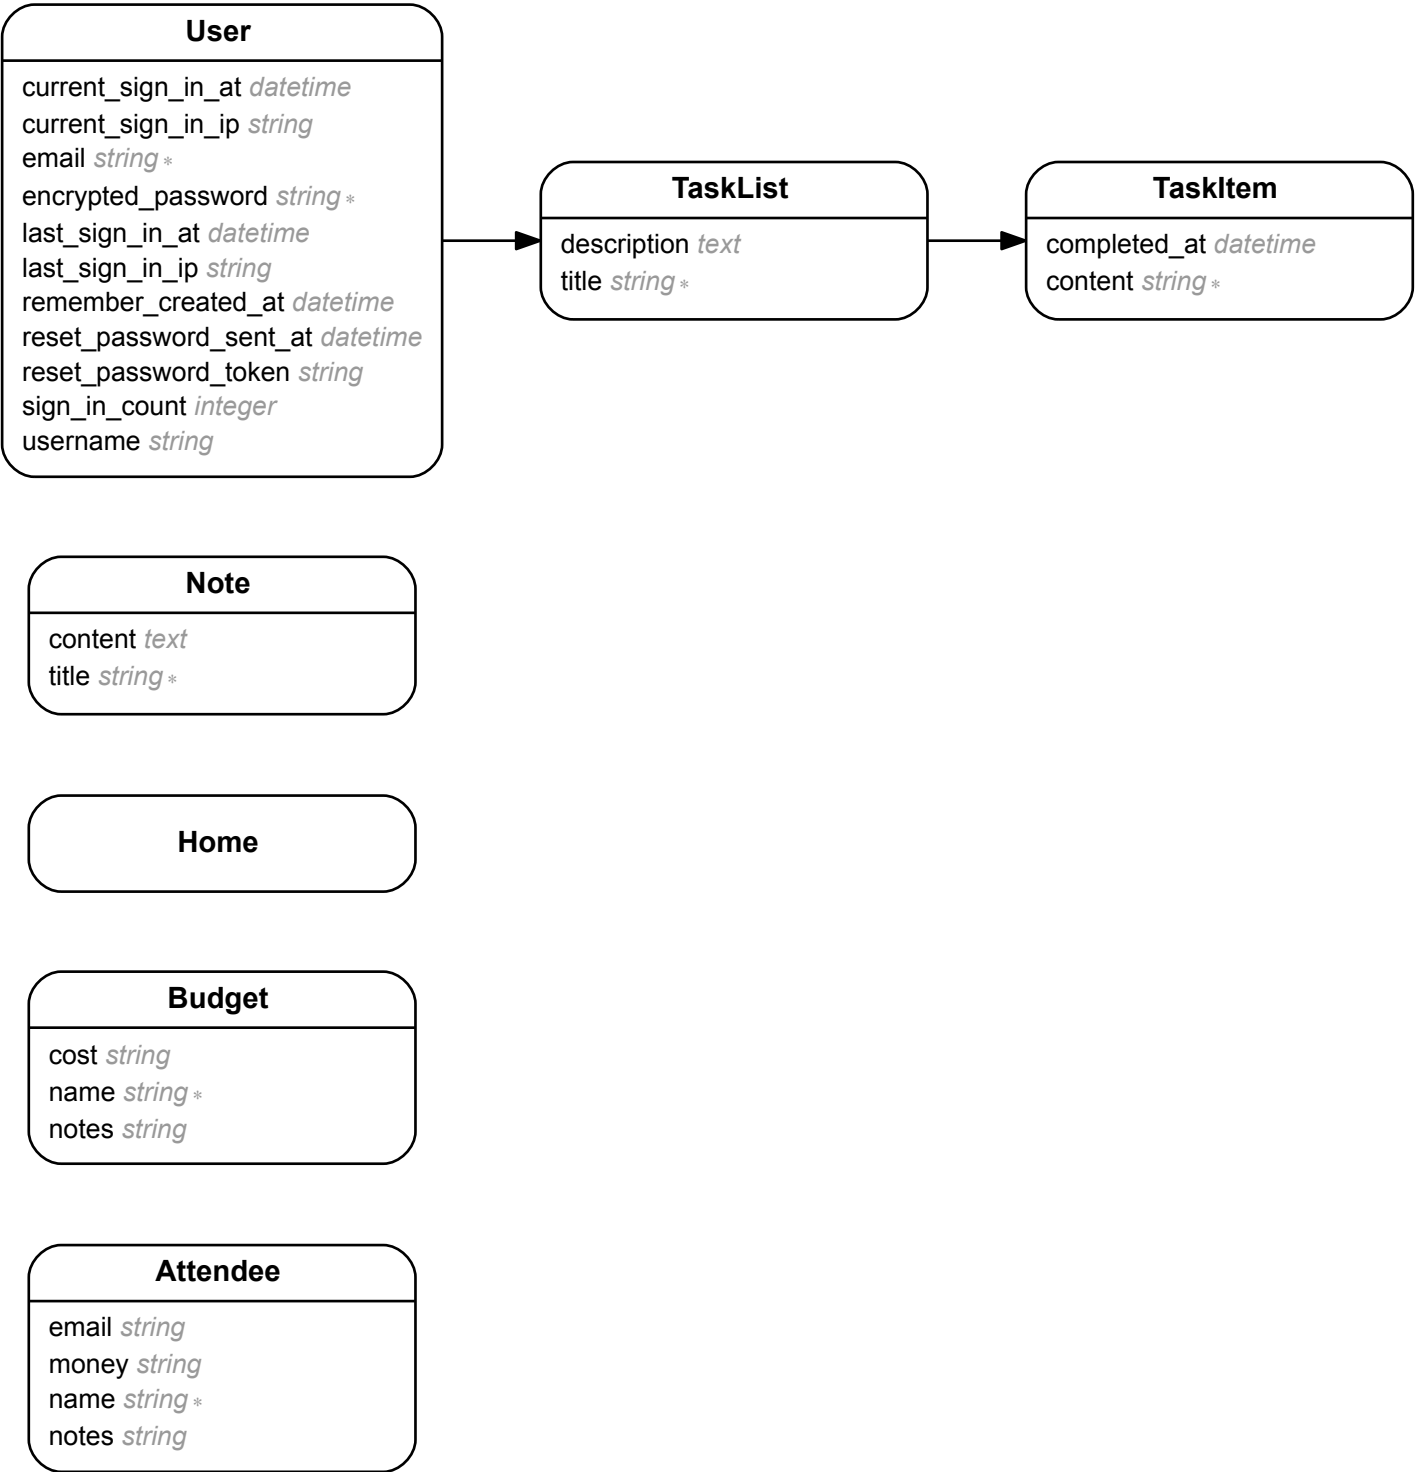 User
current_sign_in_at datetime
current_sign_in_ip string
email string *
encrypted_password string *
last_sign_in_at datetime
last_sign_in_ip string
remember_created_at datetime
reset_password_sent_at datetime
reset_password_token string
sign_in_count integer
username string
TaskList
description text
title string *
TaskItem
completed_at datetime
content string *
Note
content text
title string *
Home
Budget
cost string
name string *
notes string
Attendee
email string
money string
name string *
notes string